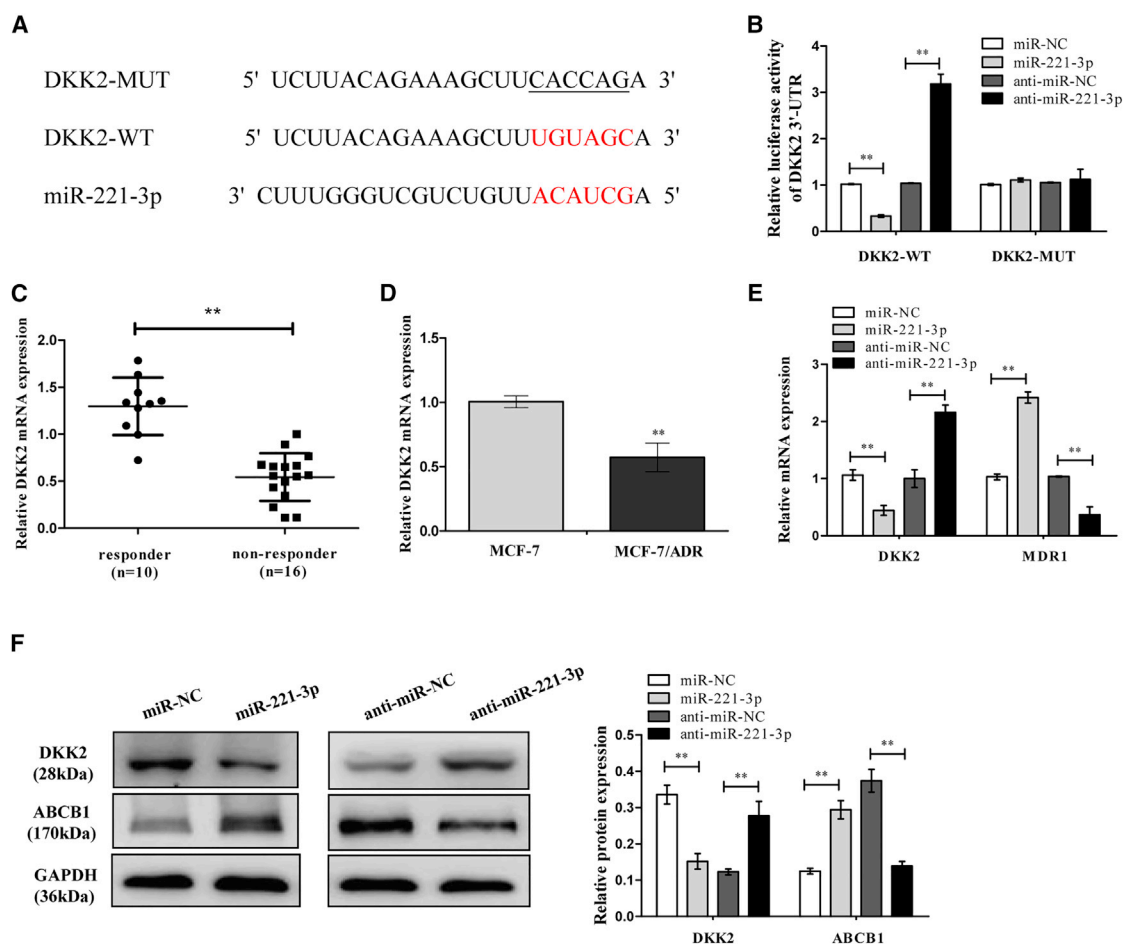 A
DKK2-MUT 5' UCUUACAGAAAGCUUCACCAGA 3'
DKK2-WT 5' UCUUACAGAAAGCUUUGUAGCA 3'
miR-221-3p 3' CUUUGGGUCGUCUGUUACAUCGA 5'
B
Relative luciferase activity
of DKK2 3'-UTR
4
3
2
1
0
**
**
miR-NC
miR-221-3p
anti-miR-NC
anti-miR-221-3p
DKK2-WT DKK2-MUT
C
Relative DKK2 mRNA expression
2.0
1.5
1.0
0.5
0.0
**
responder
(n=10)
non-responder
(n=16)
D
Relative DKK2 mRNA expression
1.5
1.0
0.5
0.0
**
MCF-7 MCF-7/ADR
E
miR-NC
miR-221-3p
anti-miR-NC
anti-miR-221-3p
Relative mRNA expression
3
2
1
0
**
**
**
**
DKK2 MDR1
F
miR-NC miR-221-3p anti-miR-NC anti-miR-221-3p
DKK2
(28kDa)
ABCB1
(170kDa)
GAPDH
(36kDa)
miR-NC
miR-221-3p
anti-miR-NC
anti-miR-221-3p
Relative protein expression
0.5
0.4
0.3
0.2
0.1
0.0
**
**
**
**
DKK2 ABCB1